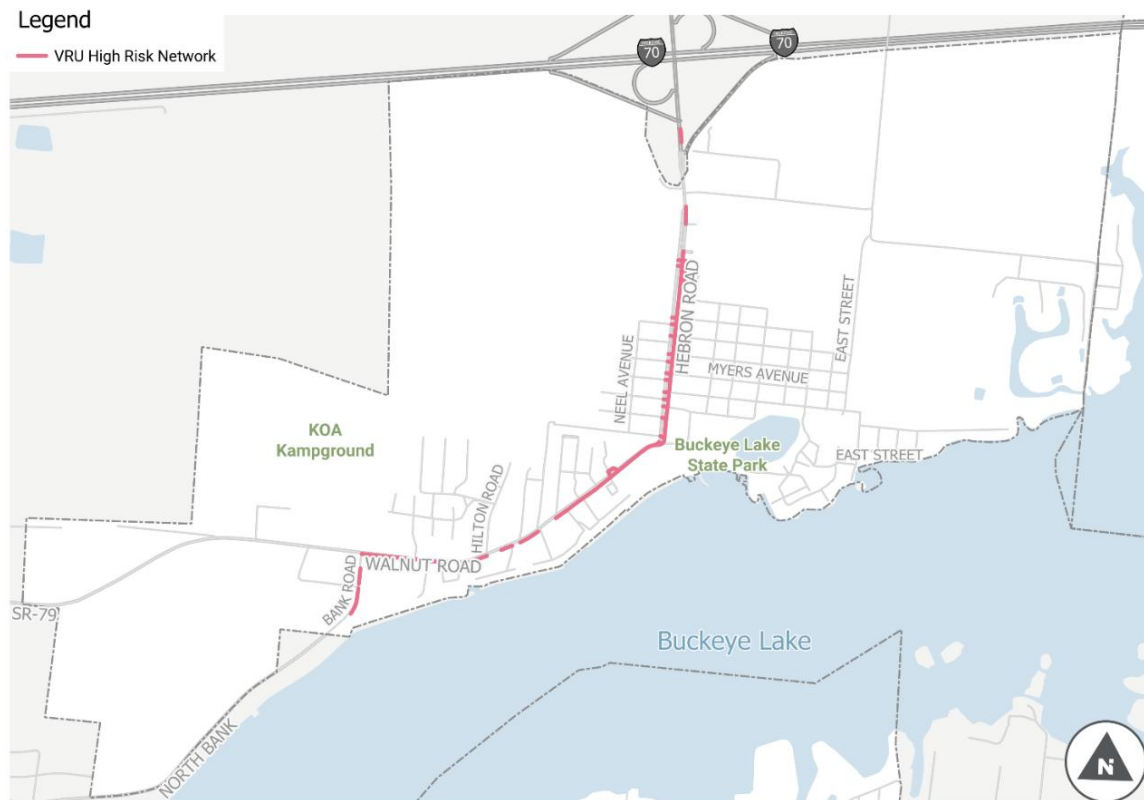 Legend
VRU High Risk Network
70
70
HEBRON ROAD
EAST STREET
NEEL AVENUE
MYERS AVENUE
KOA
Kampground
Buckeye Lake
State Park
EAST STREET
HILTON ROAD
WALNUT ROAD
BANK ROAD
SR-79
Buckeye Lake
NORTH BANK
N